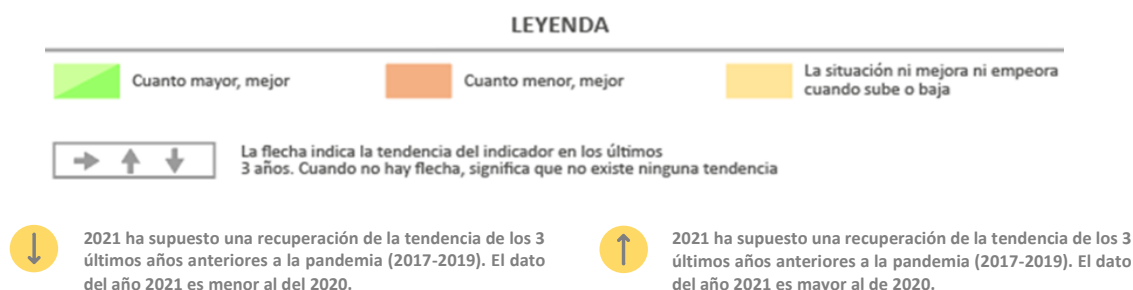 LEYENDA
Cuanto mayor, mejor
Cuanto menor, mejor
La situación ni mejora ni empeora
cuando sube o baja
La flecha indica la tendencia del indicador en los últimos
3 años. Cuando no hay flecha, significa que no existe ninguna tendencia
2021 ha supuesto una recuperación de la tendencia de los 3
últimos años anteriores a la pandemia (2017-2019). El dato
del año 2021 es menor al del 2020.
2021 ha supuesto una recuperación de la tendencia de los 3
últimos años anteriores a la pandemia (2017-2019). El dato
del año 2021 es mayor al de 2020.